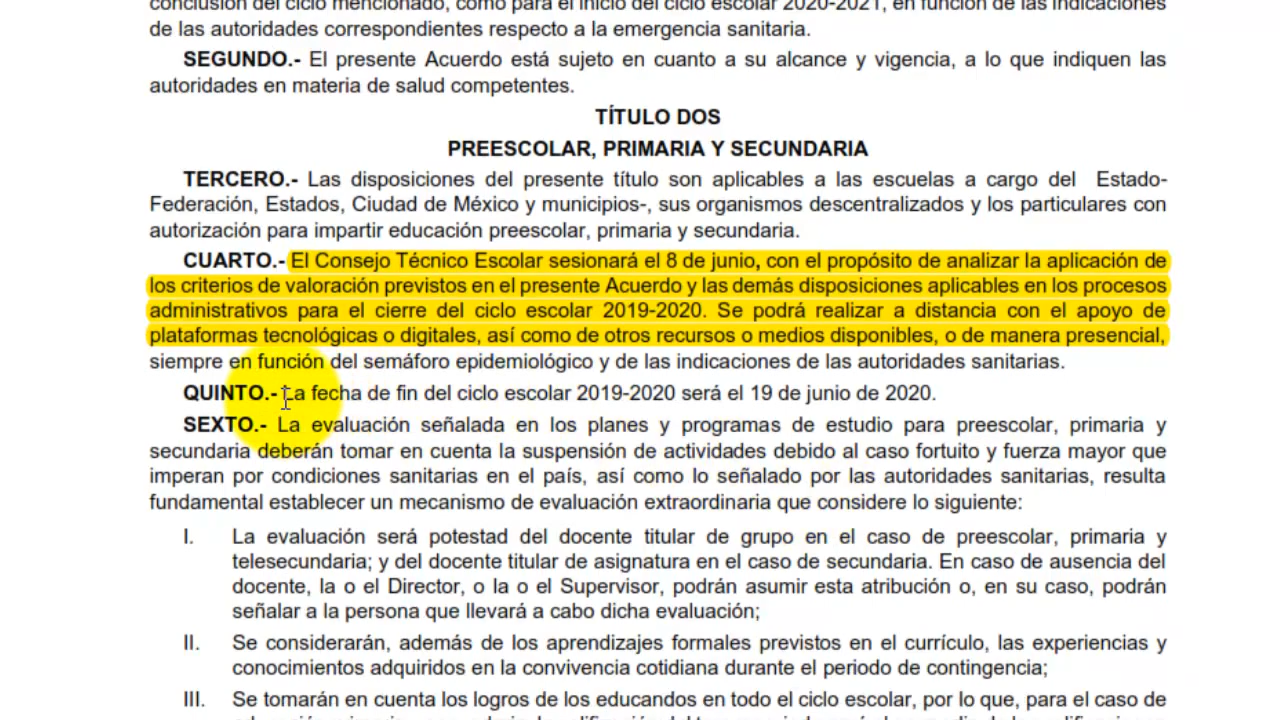 conclusión del ciclo mencionado, como para el inicio del ciclo escolar 2020-2021, en función de las indicaciones
de las autoridades correspondientes respecto a la emergencia sanitaria.
SEGUNDO.- El presente Acuerdo está sujeto en cuanto a su alcance y vigencia, a lo que indiquen las
autoridades en materia de salud competentes.
TÍTULO DOS
PREESCOLAR, PRIMARIA Y SECUNDARIA
TERCERO.- Las disposiciones del presente título son aplicables a las escuelas a cargo del Estado-
Federación, Estados, Ciudad de México y municipios-, sus organismos descentralizados y los particulares con
autorización para impartir educación preescolar, primaria y secundaria.
CUARTO.- El Consejo Técnico Escolar sesionará el 8 de junio, con el propósito de analizar la aplicación de
los criterios de valoración previstos en el presente Acuerdo y las demás disposiciones aplicables en los procesos
administrativos para el cierre del ciclo escolar 2019-2020. Se podrá realizar a distancia con el apoyo de
plataformas tecnológicas o digitales, así como de otros recursos o medios disponibles, o de manera presencial,
siempre en función del semáforo epidemiológico y de las indicaciones de las autoridades sanitarias.
QUINTO.- La fecha de fin del ciclo escolar 2019-2020 será el 19 de junio de 2020.
SEXTO.- La evaluación señalada en los planes y programas de estudio para preescolar, primaria y
secundaria deberán tomar en cuenta la suspensión de actividades debido al caso fortuito y fuerza mayor que
imperan por condiciones sanitarias en el país, así como lo señalado por las autoridades sanitarias, resulta
fundamental establecer un mecanismo de evaluación extraordinaria que considere lo siguiente:
I. La evaluación será potestad del docente titular de grupo en el caso de preescolar, primaria y
telesecundaria; y del docente titular de asignatura en el caso de secundaria. En caso de ausencia del
docente, la o el Director, o la o el Supervisor, podrán asumir esta atribución o, en su caso, podrán
señalar a la persona que llevará a cabo dicha evaluación;
II. Se considerarán, además de los aprendizajes formales previstos en el currículo, las experiencias y
conocimientos adquiridos en la convivencia cotidiana durante el periodo de contingencia;
III. Se tomarán en cuenta los logros de los educandos en todo el ciclo escolar, por lo que, para el caso de